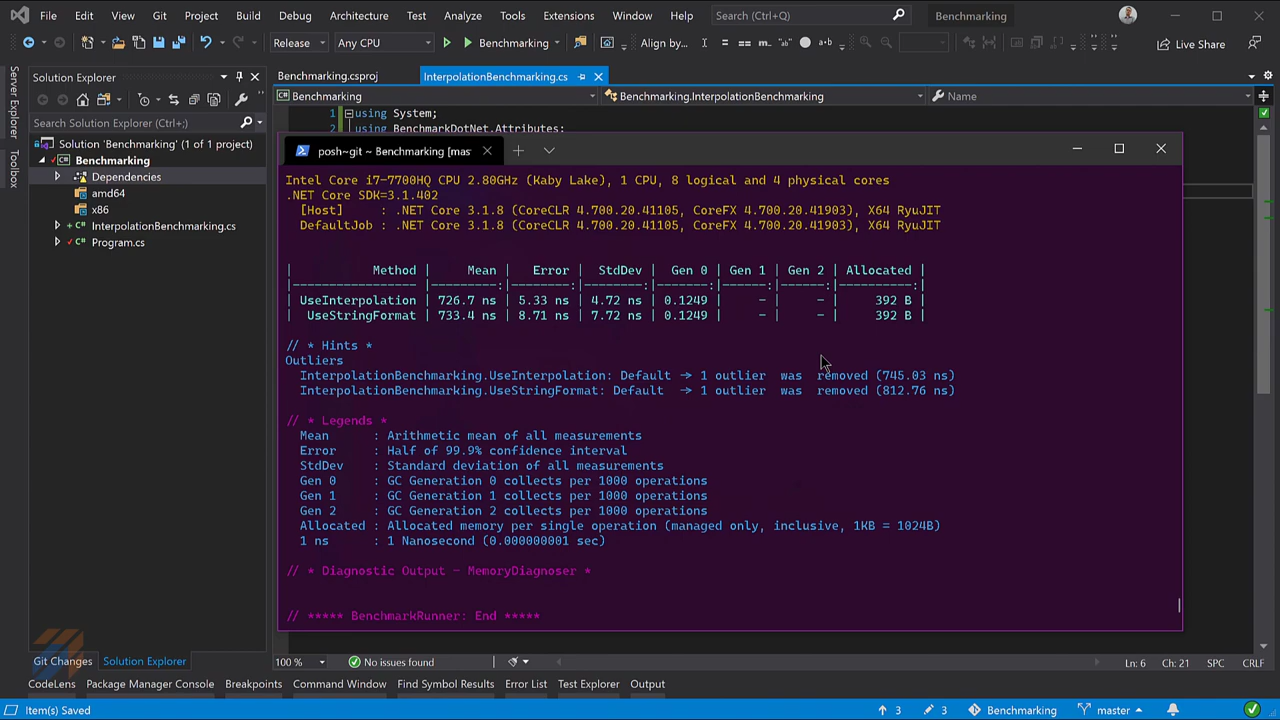 File Edit View Git Project Build Debug Architecture Test Analyze Tools Extensions Window Help Search (Ctrl+Q) Benchmarking
Release Any CPU Benchmarking Align by... Live Share
Server Explorer
Toolbox
Solution Explorer
Search Solution Explorer (Ctrl+;)
Solution 'Benchmarking' (1 of 1 project)
Benchmarking
Dependencies
amd64
x86
InterpolationBenchmarking.cs
Program.cs
Benchmarking.csproj InterpolationBenchmarking.cs
Benchmarking Benchmarking.InterpolationBenchmark Name
1 using System;
2 using BenchmarkDotNet.Attributes;
posh~git ~ Benchmarking [mas
Intel Core i7-7700HQ CPU 2.80GHz (Kaby Lake), 1 CPU, 8 logical and 4 physical cores
.NET Core SDK=3.1.402
[Host] : .NET Core 3.1.8 (CoreCLR 4.700.20.41105, CoreFX 4.700.20.41903), X64 RyuJIT
DefaultJob : .NET Core 3.1.8 (CoreCLR 4.700.20.41105, CoreFX 4.700.20.41903), X64 RyuJIT
| Method | Mean | Error | StdDev | Gen 0 | Gen 1 | Gen 2 | Allocated |
|----------------- |---------:|--------:|--------:|-------:|------:|------:|----------:|
| UseInterpolation | 726.7 ns | 5.33 ns | 4.72 ns | 0.1249 | - | - | 392 B |
| UseStringFormat | 733.4 ns | 8.71 ns | 7.72 ns | 0.1249 | - | - | 392 B |
// * Hints *
Outliers
InterpolationBenchmarking.UseInterpolation: Default -> 1 outlier was removed (745.03 ns)
InterpolationBenchmarking.UseStringFormat: Default -> 1 outlier was removed (812.76 ns)
// * Legends *
Mean : Arithmetic mean of all measurements
Error : Half of 99.9% confidence interval
StdDev : Standard deviation of all measurements
Gen 0 : GC Generation 0 collects per 1000 operations
Gen 1 : GC Generation 1 collects per 1000 operations
Gen 2 : GC Generation 2 collects per 1000 operations
Allocated : Allocated memory per single operation (managed only, inclusive, 1KB = 1024B)
1 ns : 1 Nanosecond (0.000000001 sec)
// * Diagnostic Output - MemoryDiagnoser *
// ***** BenchmarkRunner: End *****
Git Changes Solution Explorer
100 % No issues found Ln: 6 Ch: 21 SPC CRLF
CodeLens Package Manager Console Breakpoints Command Window Find Symbol Results Error List Test Explorer Output
Item(s) Saved 3 3 Benchmarking master